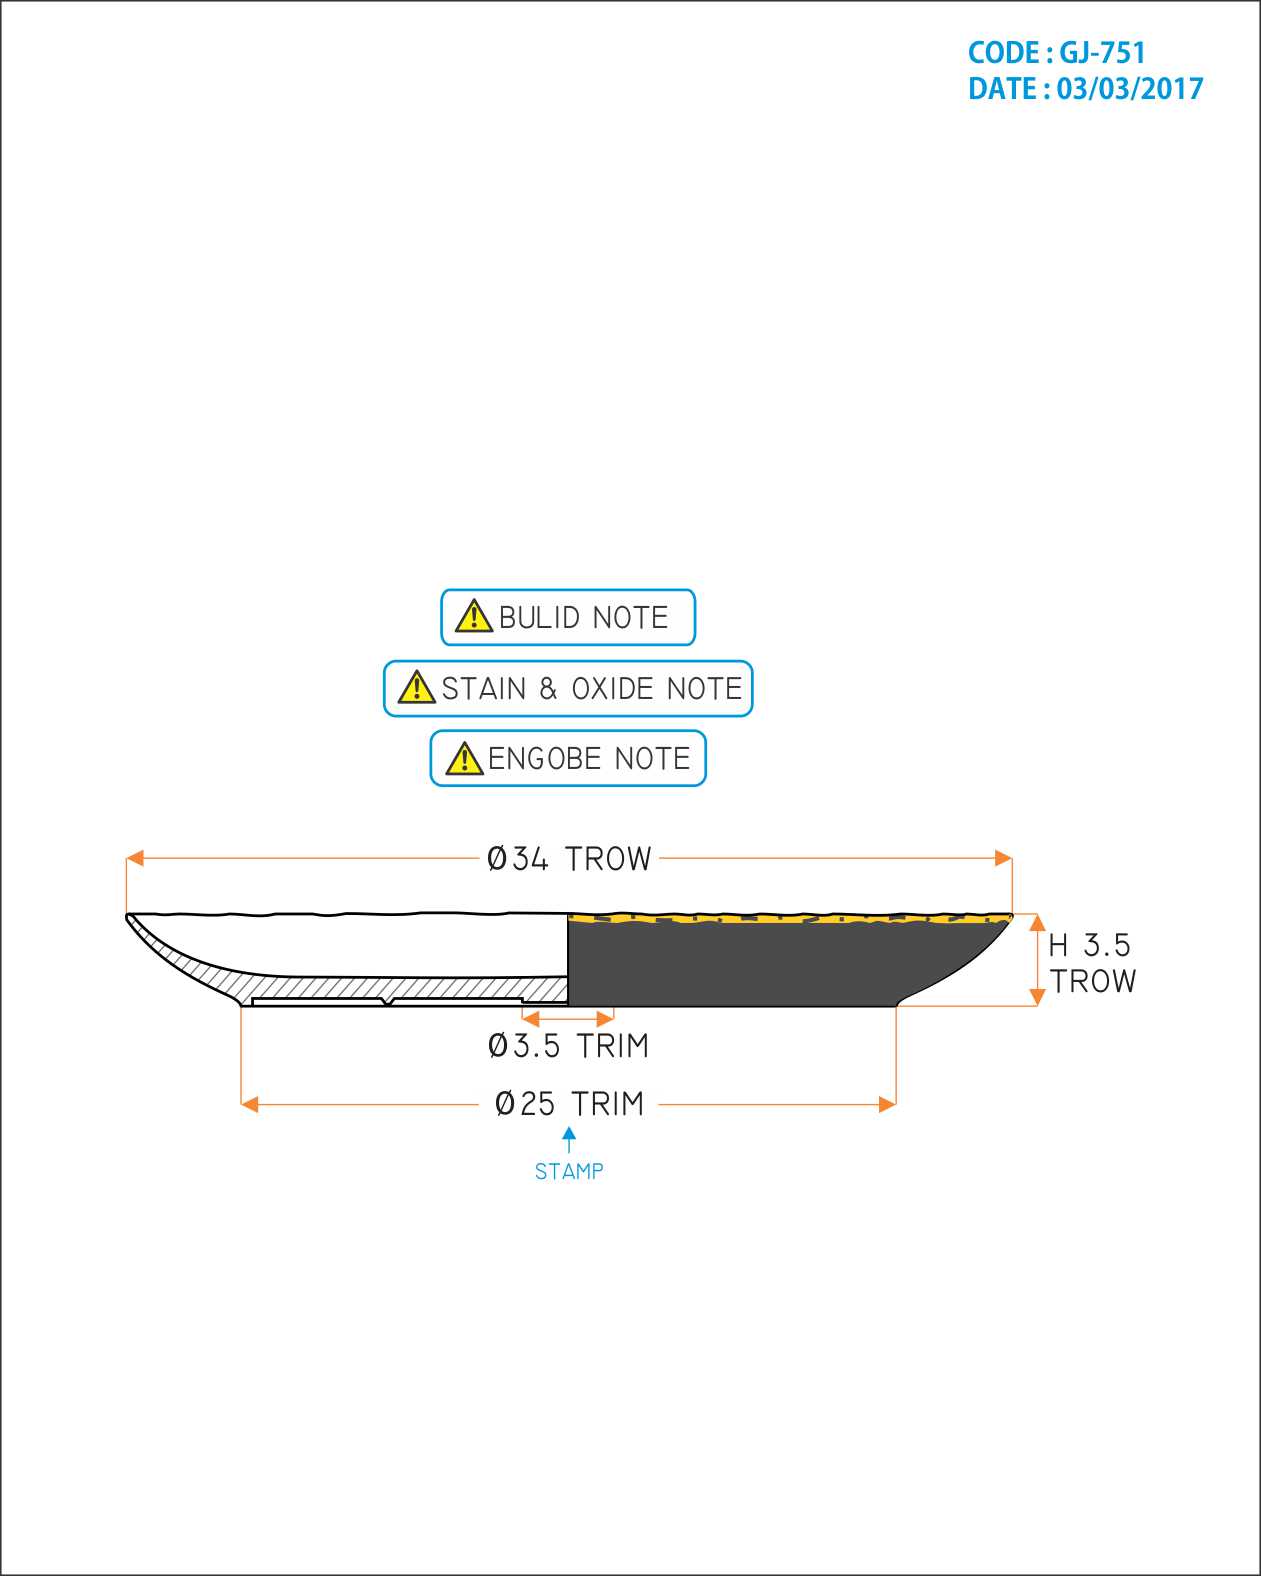 CODE : GJ-751
DATE : 03/03/2017
BULID NOTE
STAIN & OXIDE NOTE
ENGOBE NOTE
Ø34 TROW
H 3.5
TROW
Ø3.5 TRIM
Ø25 TRIM
STAMP